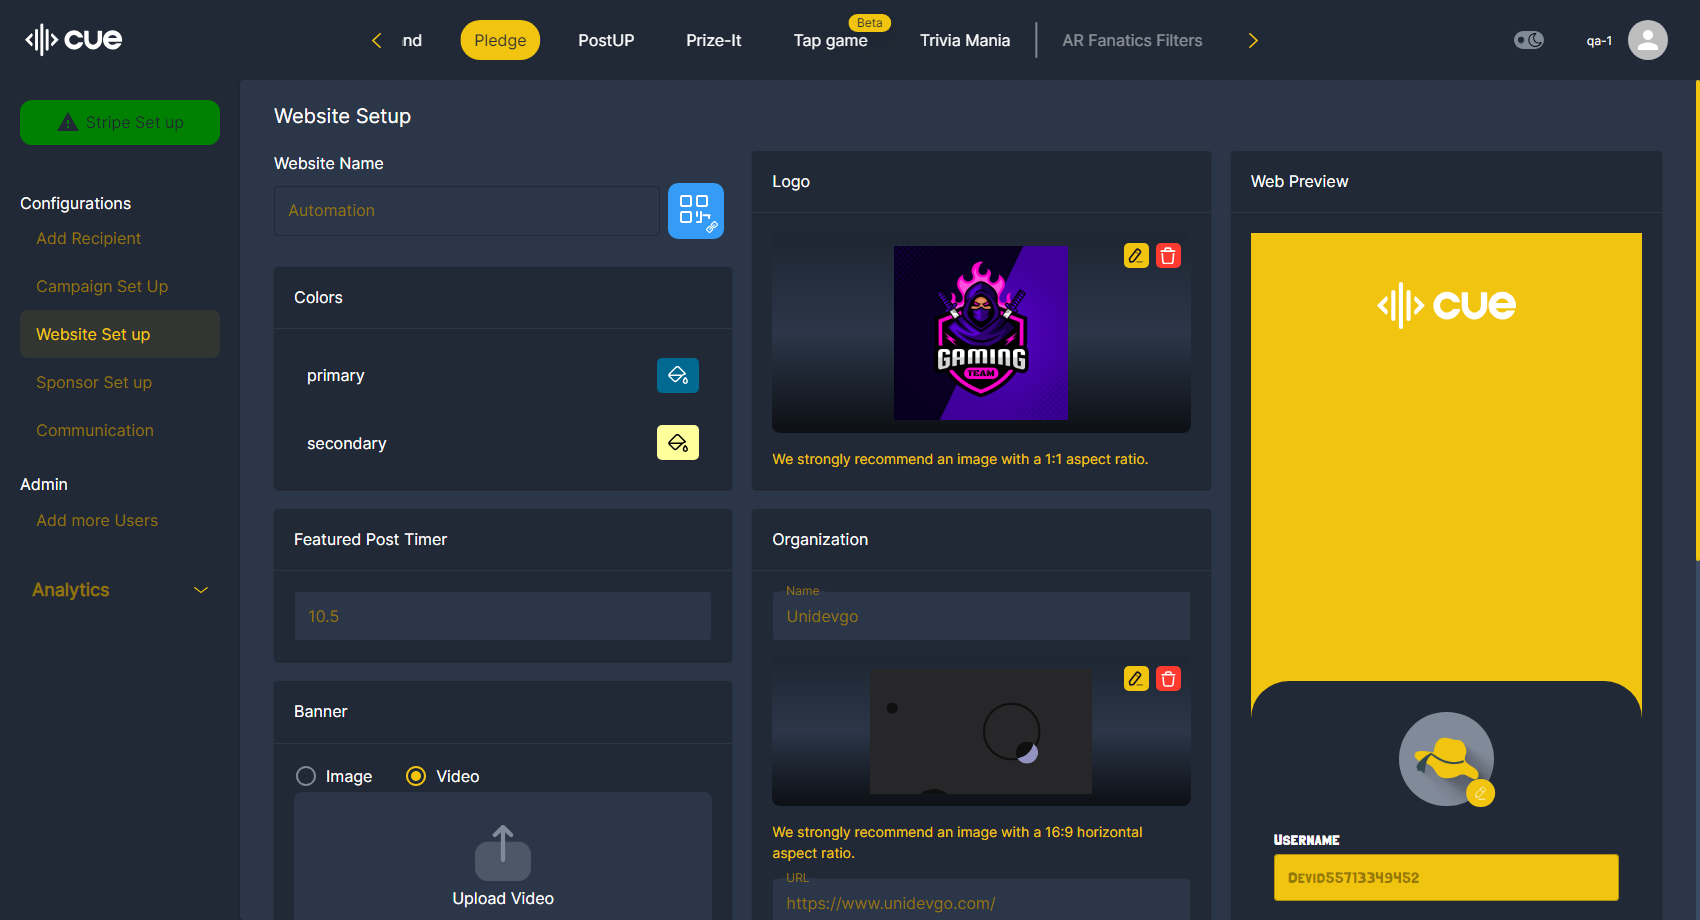 cue
nd
Pledge
PostUP
Prize-It
Beta
Tap game
Trivia Mania
AR Fanatics Filters
qa-1
Stripe Set up
Configurations
Add Recipient
Campaign Set Up
Website Set up
Sponsor Set up
Communication
Admin
Add more Users
Analytics
Website Setup
Website Name
Automation
Colors
primary
secondary
Featured Post Timer
10.5
Banner
Image
Video
Upload Video
Logo
GAMING
TEAM
We strongly recommend an image with a 1:1 aspect ratio.
Organization
Name
Unidevgo
We strongly recommend an image with a 16:9 horizontal
aspect ratio.
URL
https://www.unidevgo.com/
Web Preview
cue
Username
Devid55713349452